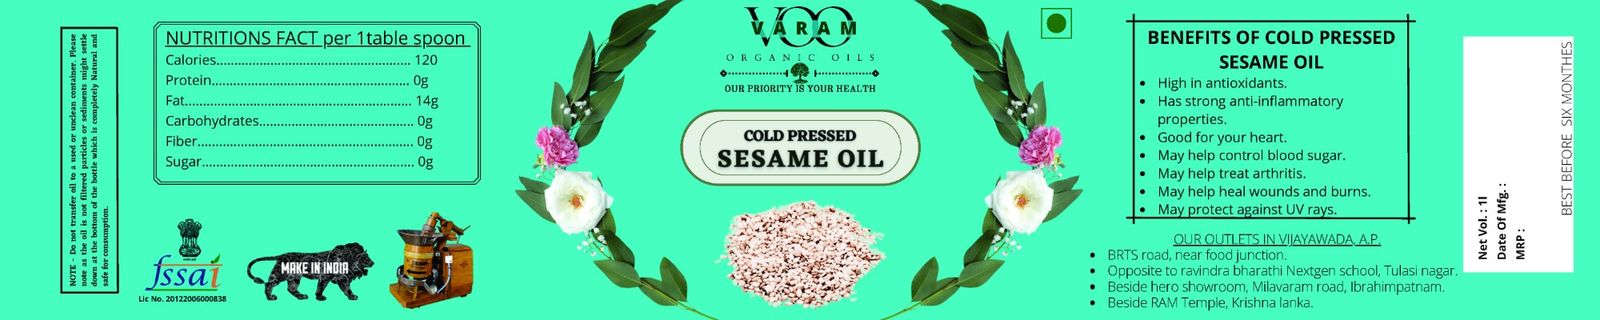 NOTE - Do not transfer oil to a used or unclean container. Please
note as the oil is not filtered particles or sediments might settle
down at the bottom of the bottle which is completely Natural and
safe for consumption.
NUTRITIONS FACT per 1table spoon
Calories............................................ 120
Protein............................................ 0g
Fat................................................... 14g
Carbohydrates................................... 0g
Fiber................................................. 0g
Sugar................................................ 0g
fssai
Lic No. 20122006000838
MAKE IN INDIA
VOO
VARAM
ORGANIC OILS
OUR PRIORITY IS YOUR HEALTH
COLD PRESSED
SESAME OIL
BENEFITS OF COLD PRESSED
SESAME OIL
• High in antioxidants.
• Has strong anti-inflammatory
properties.
• Good for your heart.
• May help control blood sugar.
• May help treat arthritis.
• May help heal wounds and burns.
• May protect against UV rays.
OUR OUTLETS IN VIJAYAWADA, A.P.
• BRTS road, near food junction.
• Opposite to ravindra bharathi Nextgen school, Tulasi nagar.
• Beside hero showroom, Milavaram road, Ibrahimpatnam.
• Beside RAM Temple, Krishna lanka.
Net Vol. : 1l
Date Of Mfg. :
MRP :
BEST BEFORE SIX MONTHES